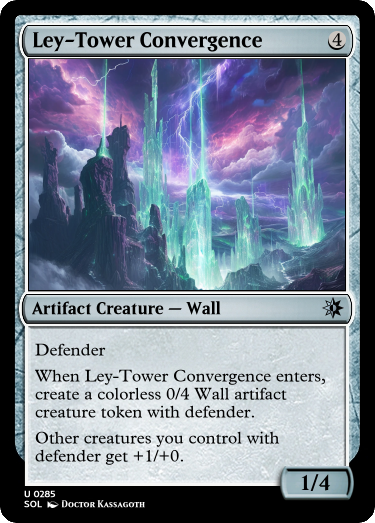 Ley-Tower Convergence 4
Artifact Creature — Wall
Defender
When Ley-Tower Convergence enters,
create a colorless 0/4 Wall artifact
creature token with defender.
Other creatures you control with
defender get +1/+0.
1/4
U 0285
SOL Doctor Kassagoth